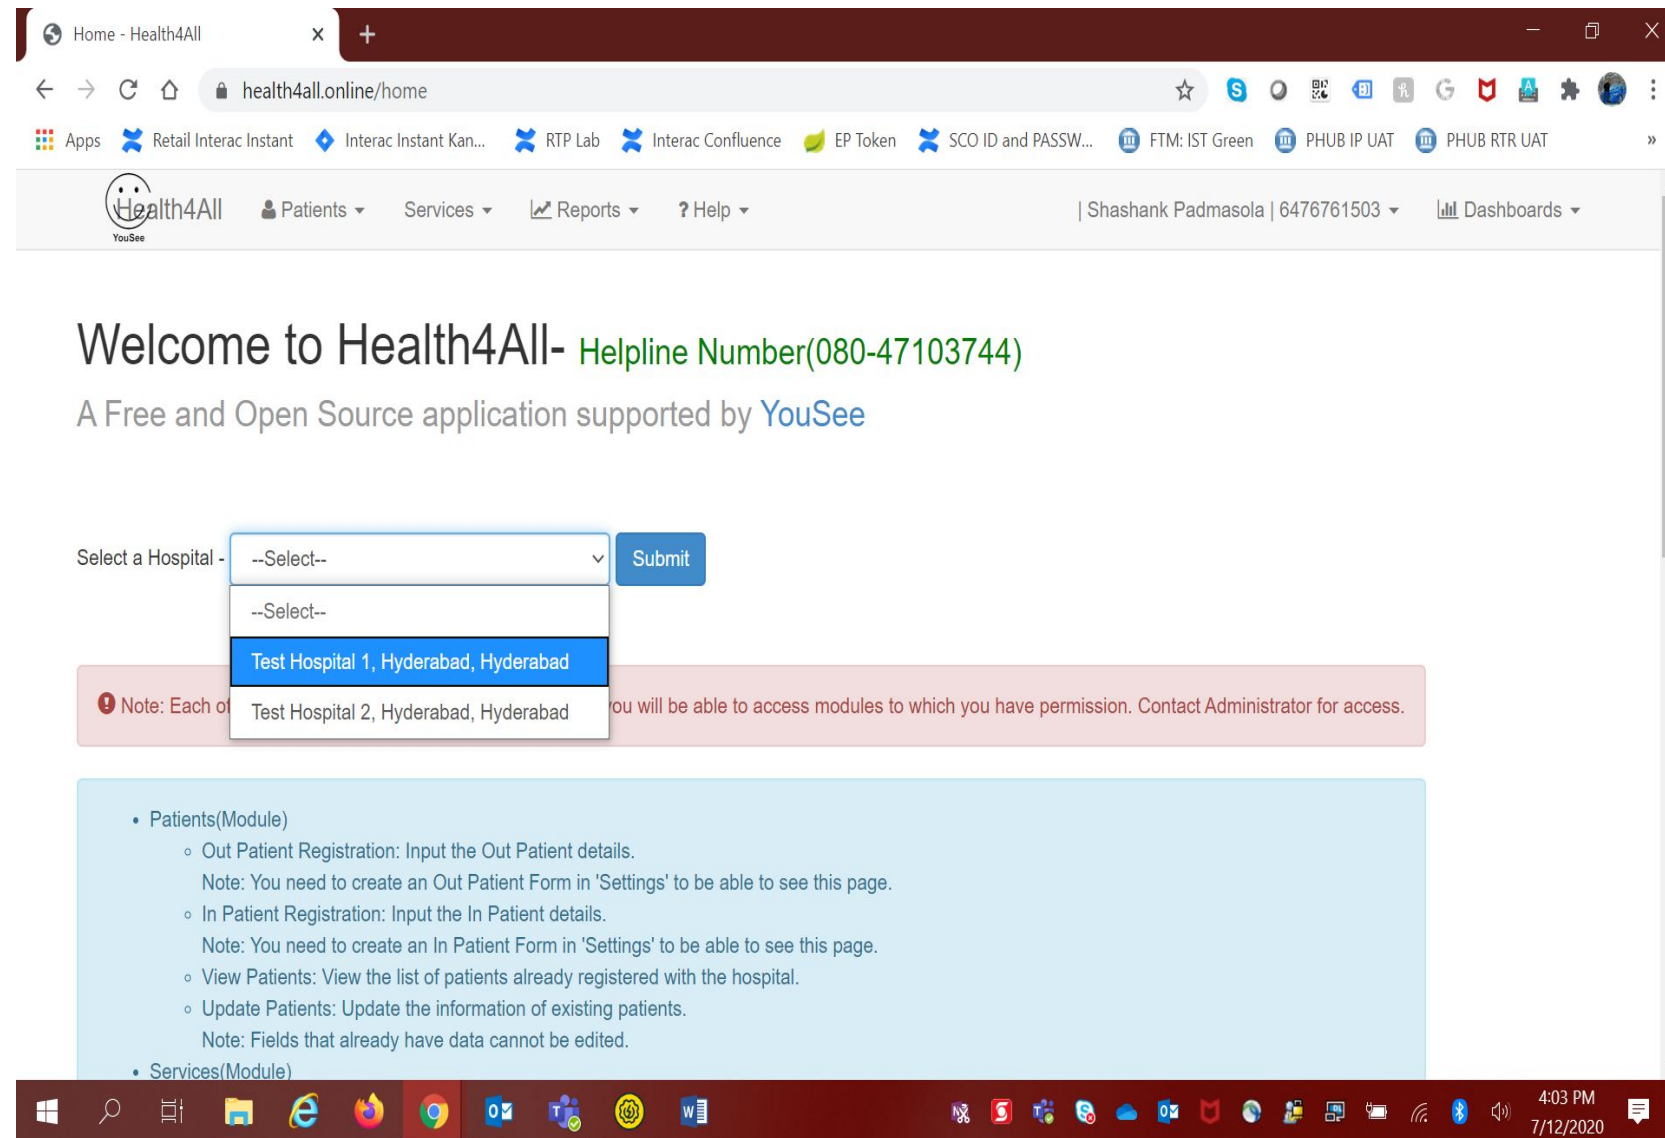 Home - Health4All
health4all.online/home
Apps Retail Interac Instant Interac Instant Kan... RTP Lab Interac Confluence EP Token SCO ID and PASSW... FTM: IST Green PHUB IP UAT PHUB RTR UAT »
Health4All Patients Services Reports ? Help | Shashank Padmasola | 6476761503 Dashboards
YouSee
Welcome to Health4All- Helpline Number(080-47103744)
A Free and Open Source application supported by YouSee
Select a Hospital - --Select-- Submit
--Select--
Test Hospital 1, Hyderabad, Hyderabad
Note: Each of
Test Hospital 2, Hyderabad, Hyderabad
you will be able to access modules to which you have permission. Contact Administrator for access.
• Patients(Module)
◦ Out Patient Registration: Input the Out Patient details.
Note: You need to create an Out Patient Form in 'Settings' to be able to see this page.
◦ In Patient Registration: Input the In Patient details.
Note: You need to create an In Patient Form in 'Settings' to be able to see this page.
◦ View Patients: View the list of patients already registered with the hospital.
◦ Update Patients: Update the information of existing patients.
Note: Fields that already have data cannot be edited.
• Services(Module)
4:03 PM
7/12/2020